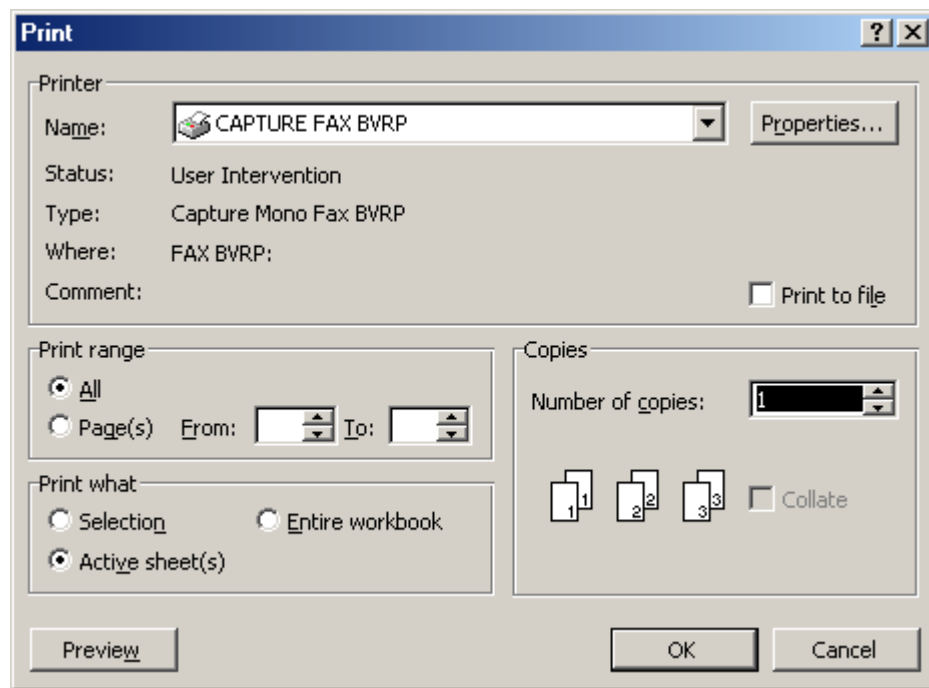 Print
Printer
Name: CAPTURE FAX BVRP Properties...
Status: User Intervention
Type: Capture Mono Fax BVRP
Where: FAX BVRP:
Comment: Print to file
Print range
All
Page(s) From: To:
Copies
Number of copies: 1
1 1 2 2 3 3 Collate
Print what
Selection Entire workbook
Active sheet(s)
Preview OK Cancel